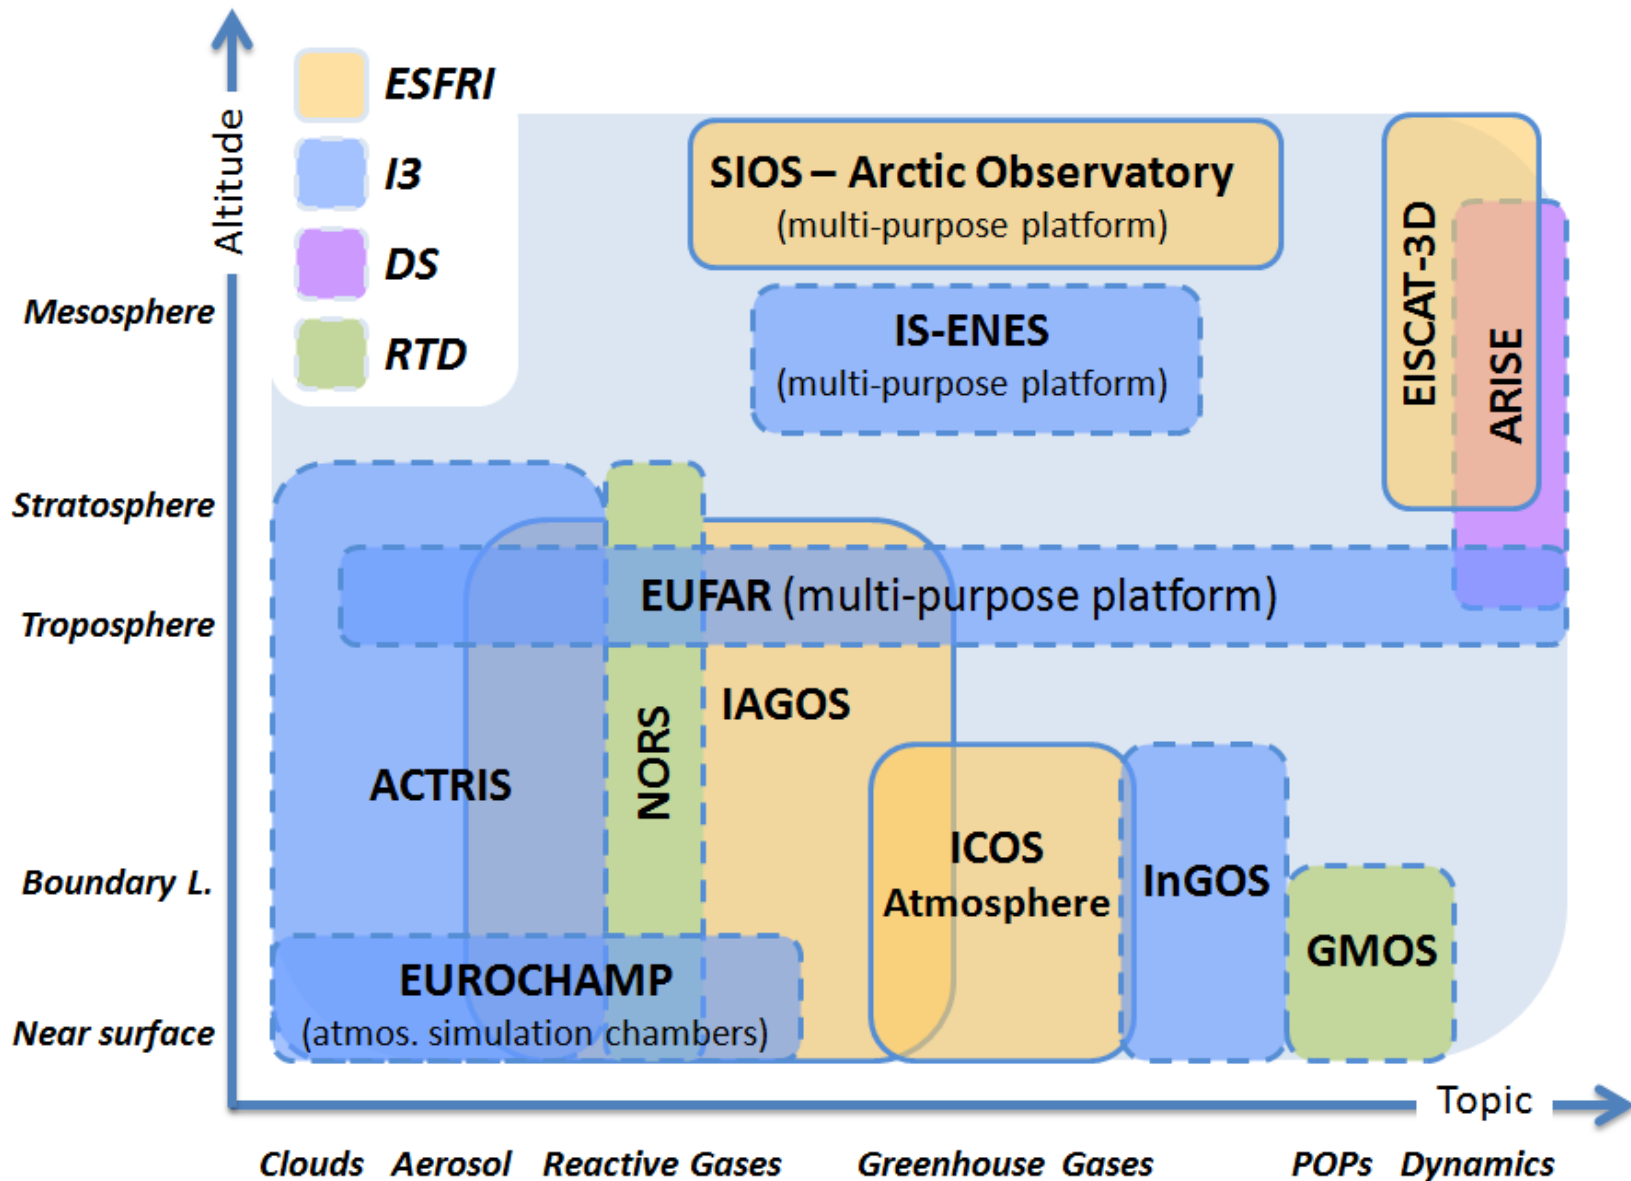 ESFRI
I3
DS
RTD
Altitude
Mesosphere
Stratosphere
Troposphere
Boundary L.
Near surface
SIOS – Arctic Observatory
(multi-purpose platform)
IS-ENES
(multi-purpose platform)
EISCAT-3D
ARISE
EUFAR (multi-purpose platform)
IAGOS
NORS
ACTRIS
ICOS
Atmosphere
InGOS
GMOS
EUROCHAMP
(atmos. simulation chambers)
Topic
Clouds Aerosol Reactive Gases Greenhouse Gases POPs Dynamics